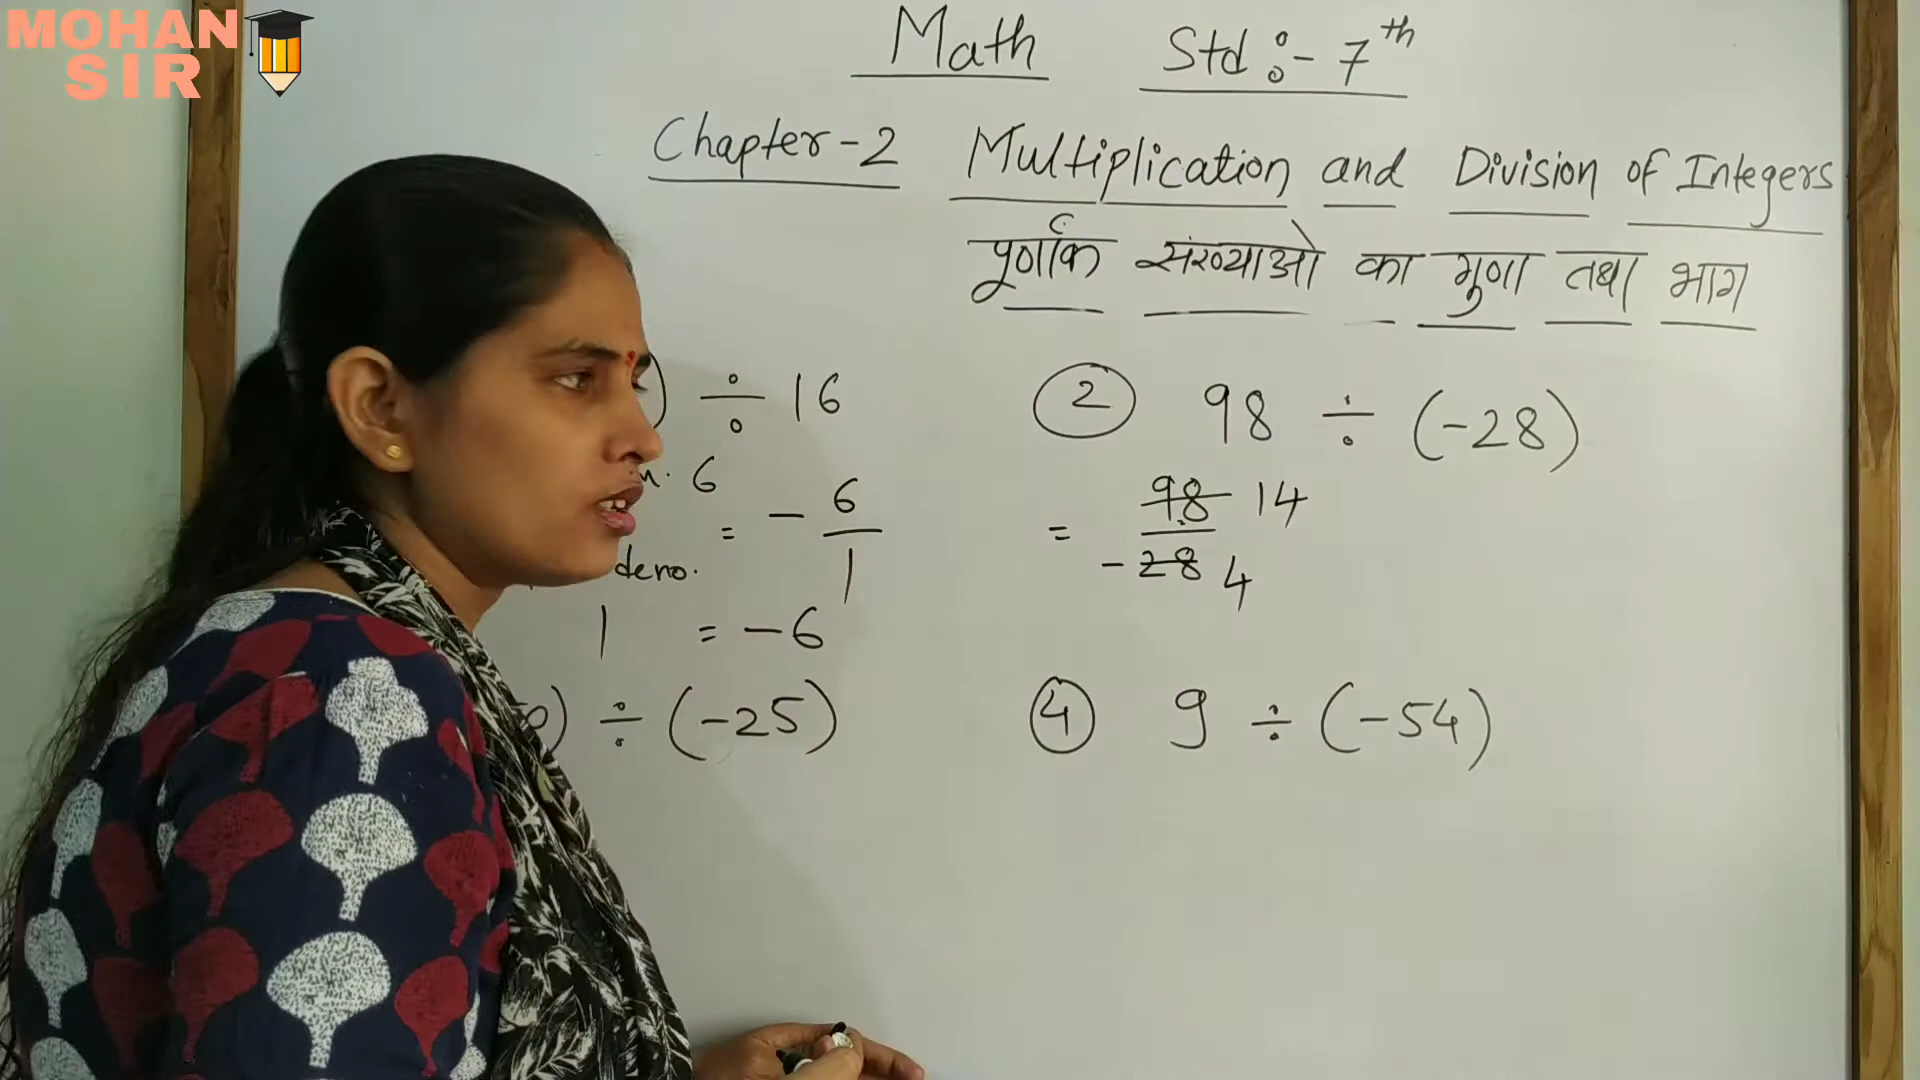 MOHAN
SIR
Math Std :- 7th
Chapter-2 Multiplication and Division of Integers
पूर्णांक संख्याओ का गुणा तथा भाग
) ÷ 16
6
= - 6/1
deno.
1 = -6
② 98 ÷ (-28)
= 98 14
-28 4
) ÷ (-25)
④ 9 ÷ (-54)